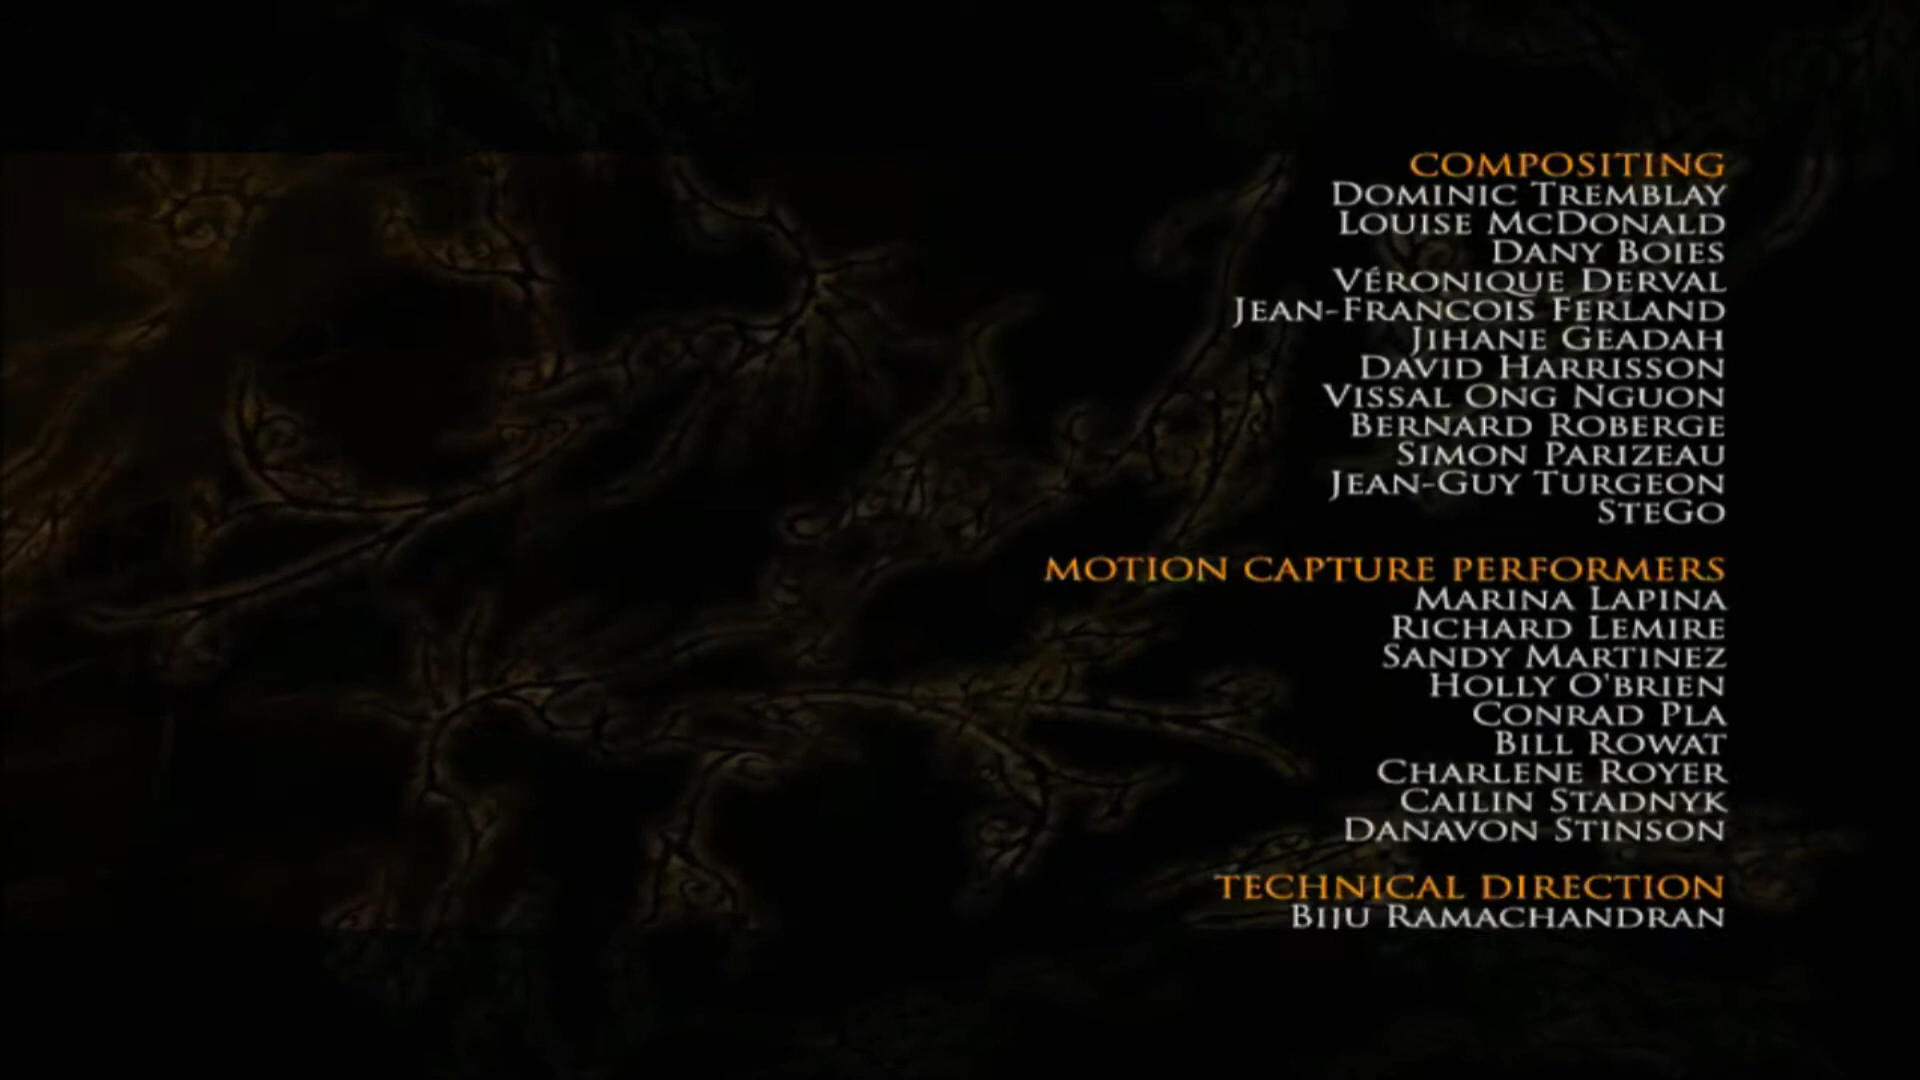 COMPOSITING
DOMINIC TREMBLAY
LOUISE MCDONALD
DANY BOIES
VÉRONIQUE DERVAL
JEAN-FRANCOIS FERLAND
JIHANE GEADAH
DAVID HARRISSON
VISSAL ONG NGUON
BERNARD ROBERGE
SIMON PARIZEAU
JEAN-GUY TURGEON
STEGO
MOTION CAPTURE PERFORMERS
MARINA LAPINA
RICHARD LEMIRE
SANDY MARTINEZ
HOLLY O'BRIEN
CONRAD PLA
BILL ROWAT
CHARLENE ROYER
CAILIN STADNYK
DANAVON STINSON
TECHNICAL DIRECTION
BIJU RAMACHANDRAN